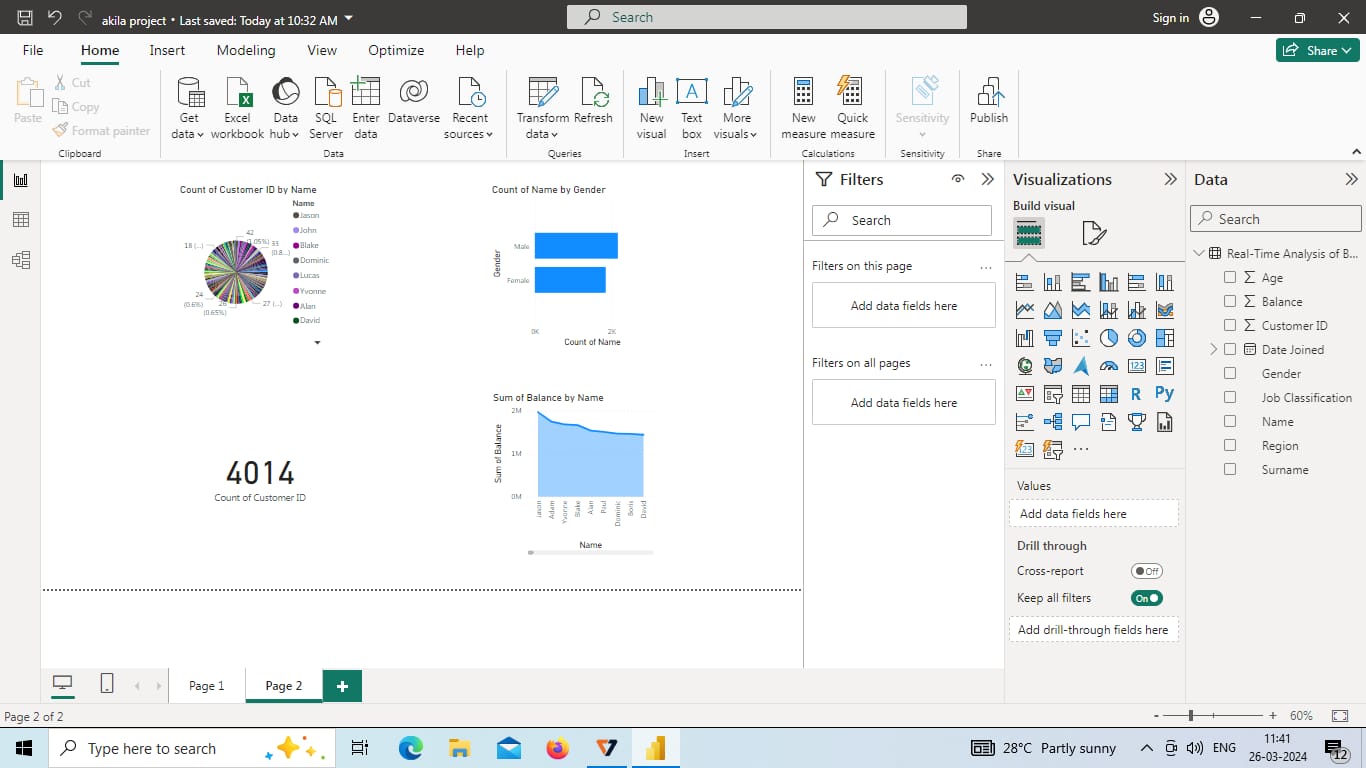 akila project • Last saved: Today at 10:32 AM
Search
Sign in
File Home Insert Modeling View Optimize Help
Share
Paste
Cut
Copy
Format painter
Clipboard
Get data
Excel workbook
Data hub
SQL Server
Enter data
Dataverse
Recent sources
Data
Transform data
Refresh
Queries
New visual
Text box
More visuals
Insert
New measure
Quick measure
Calculations
Sensitivity
Sensitivity
Publish
Share
Count of Customer ID by Name
Name
Jason
John
Blake
Dominic
Lucas
Yvonne
Alan
David
42
(1.05%)
33
(0.8...)
18 (...)
24
(0.6%)
26
(0.65%)
27 (...)
Count of Name by Gender
Gender
Male
Female
0K 2K
Count of Name
4014
Count of Customer ID
Sum of Balance by Name
Sum of Balance
2M
1M
0M
Jason Adam Yvonne Blake Alan Paul Dominic Boris David
Name
Filters
Search
Filters on this page ...
Add data fields here
Filters on all pages ...
Add data fields here
Visualizations
Build visual
123
R Py
123
...
Values
Add data fields here
Drill through
Cross-report Off
Keep all filters On
Add drill-through fields here
Data
Search
Real-Time Analysis of B...
Age
Balance
Customer ID
Date Joined
Gender
Job Classification
Name
Region
Surname
Page 1 Page 2 +
Page 2 of 2
- + 60%
Type here to search
28°C Partly sunny
ENG
11:41
26-03-2024
12